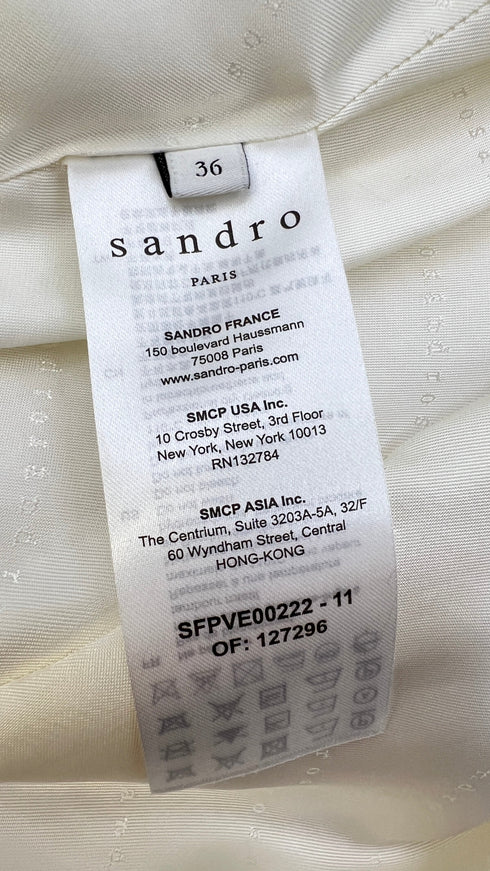 36
sandro
PARIS
SANDRO FRANCE
150 boulevard Haussmann
75008 Paris
www.sandro-paris.com
SMCP USA Inc.
10 Crosby Street, 3rd Floor
New York, New York 10013
RN132784
SMCP ASIA Inc.
The Centrium, Suite 3203A-5A, 32/F
60 Wyndham Street, Central
HONG-KONG
SFPVE00222 - 11
OF: 127296